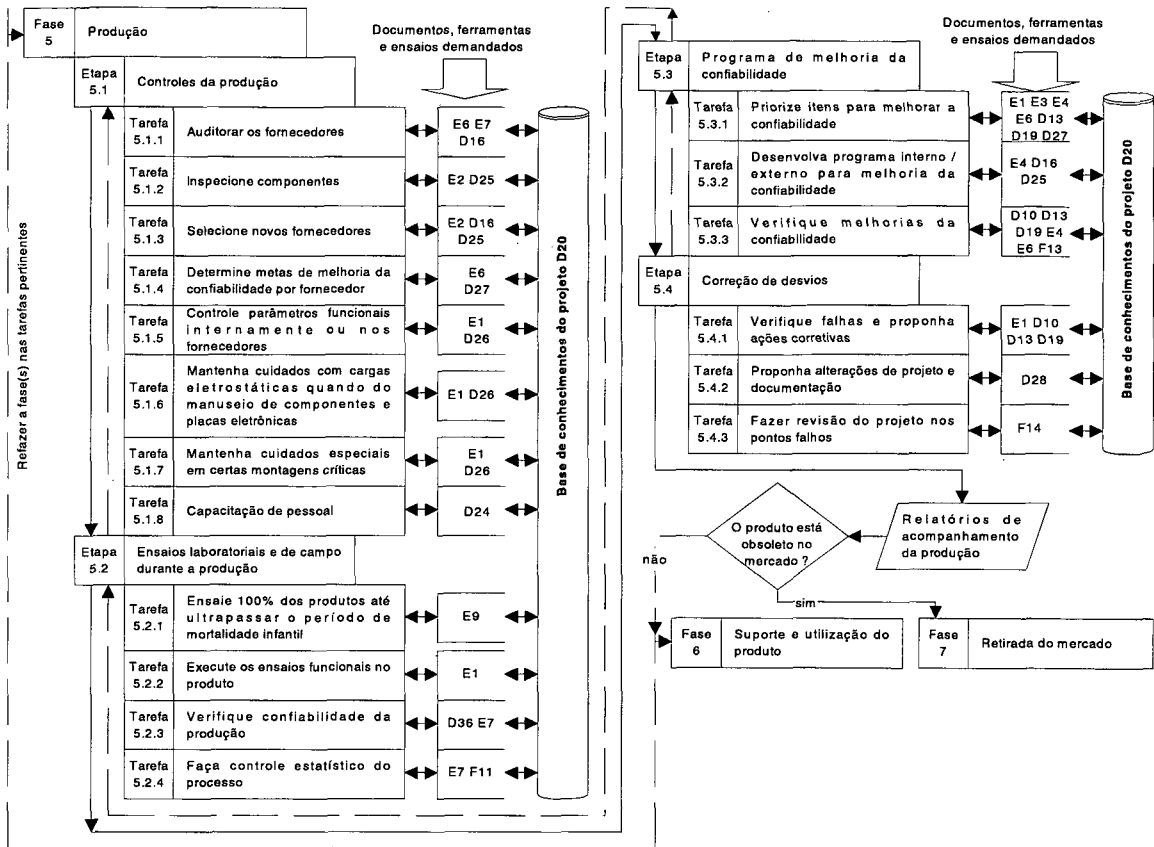 Refazer a fase(s) nas tarefas pertinentes
Fase
5
Produção
Documentos, ferramentas
e ensaios demandados
Etapa
5.1
Controles da produção
Tarefa
5.1.1
Auditorar os fornecedores
E6 E7
D16
Tarefa
5.1.2
Inspecione componentes
E2 D25
Tarefa
5.1.3
Selecione novos fornecedores
E2 D16
D25
Tarefa
5.1.4
Determine metas de melhoria da
confiabilidade por fornecedor
E6
D27
Tarefa
5.1.5
Controle parâmetros funcionais
internamente ou nos
fornecedores
E1
D26
Tarefa
5.1.6
Mantenha cuidados com cargas
eletrostáticas quando do
manuseio de componentes e
placas eletrônicas
E1 D26
Tarefa
5.1.7
Mantenha cuidados especiais
em certas montagens críticas
E1
D26
Tarefa
5.1.8
Capacitação de pessoal
D24
Etapa
5.2
Ensaios laboratoriais e de campo
durante a produção
Tarefa
5.2.1
Ensaie 100% dos produtos até
ultrapassar o período de
mortalidade infantil
E9
Tarefa
5.2.2
Execute os ensaios funcionais no
produto
E1
Tarefa
5.2.3
Verifique confiabilidade da
produção
D36 E7
Tarefa
5.2.4
Faça controle estatístico do
processo
E7 F11
Base de conhecimentos do projeto D20
Documentos, ferramentas
e ensaios demandados
Etapa
5.3
Programa de melhoria da
confiabilidade
Tarefa
5.3.1
Priorize itens para melhorar a
confiabilidade
E1 E3 E4
E6 D13
D19 D27
Tarefa
5.3.2
Desenvolva programa interno /
externo para melhoria da
confiabilidade
E4 D16
D25
Tarefa
5.3.3
Verifique melhorias da
confiabilidade
D10 D13
D19 E4
E6 F13
Etapa
5.4
Correção de desvios
Tarefa
5.4.1
Verifique falhas e proponha
ações corretivas
E1 D10
D13 D19
Tarefa
5.4.2
Proponha alterações de projeto e
documentação
D28
Tarefa
5.4.3
Fazer revisão do projeto nos
pontos falhos
F14
Base de conhecimentos do projeto D20
O produto está
obsoleto no
mercado ?
Relatórios de
acompanhamento
da produção
não
sim
Fase
6
Suporte e utilização do
produto
Fase
7
Retirada do mercado